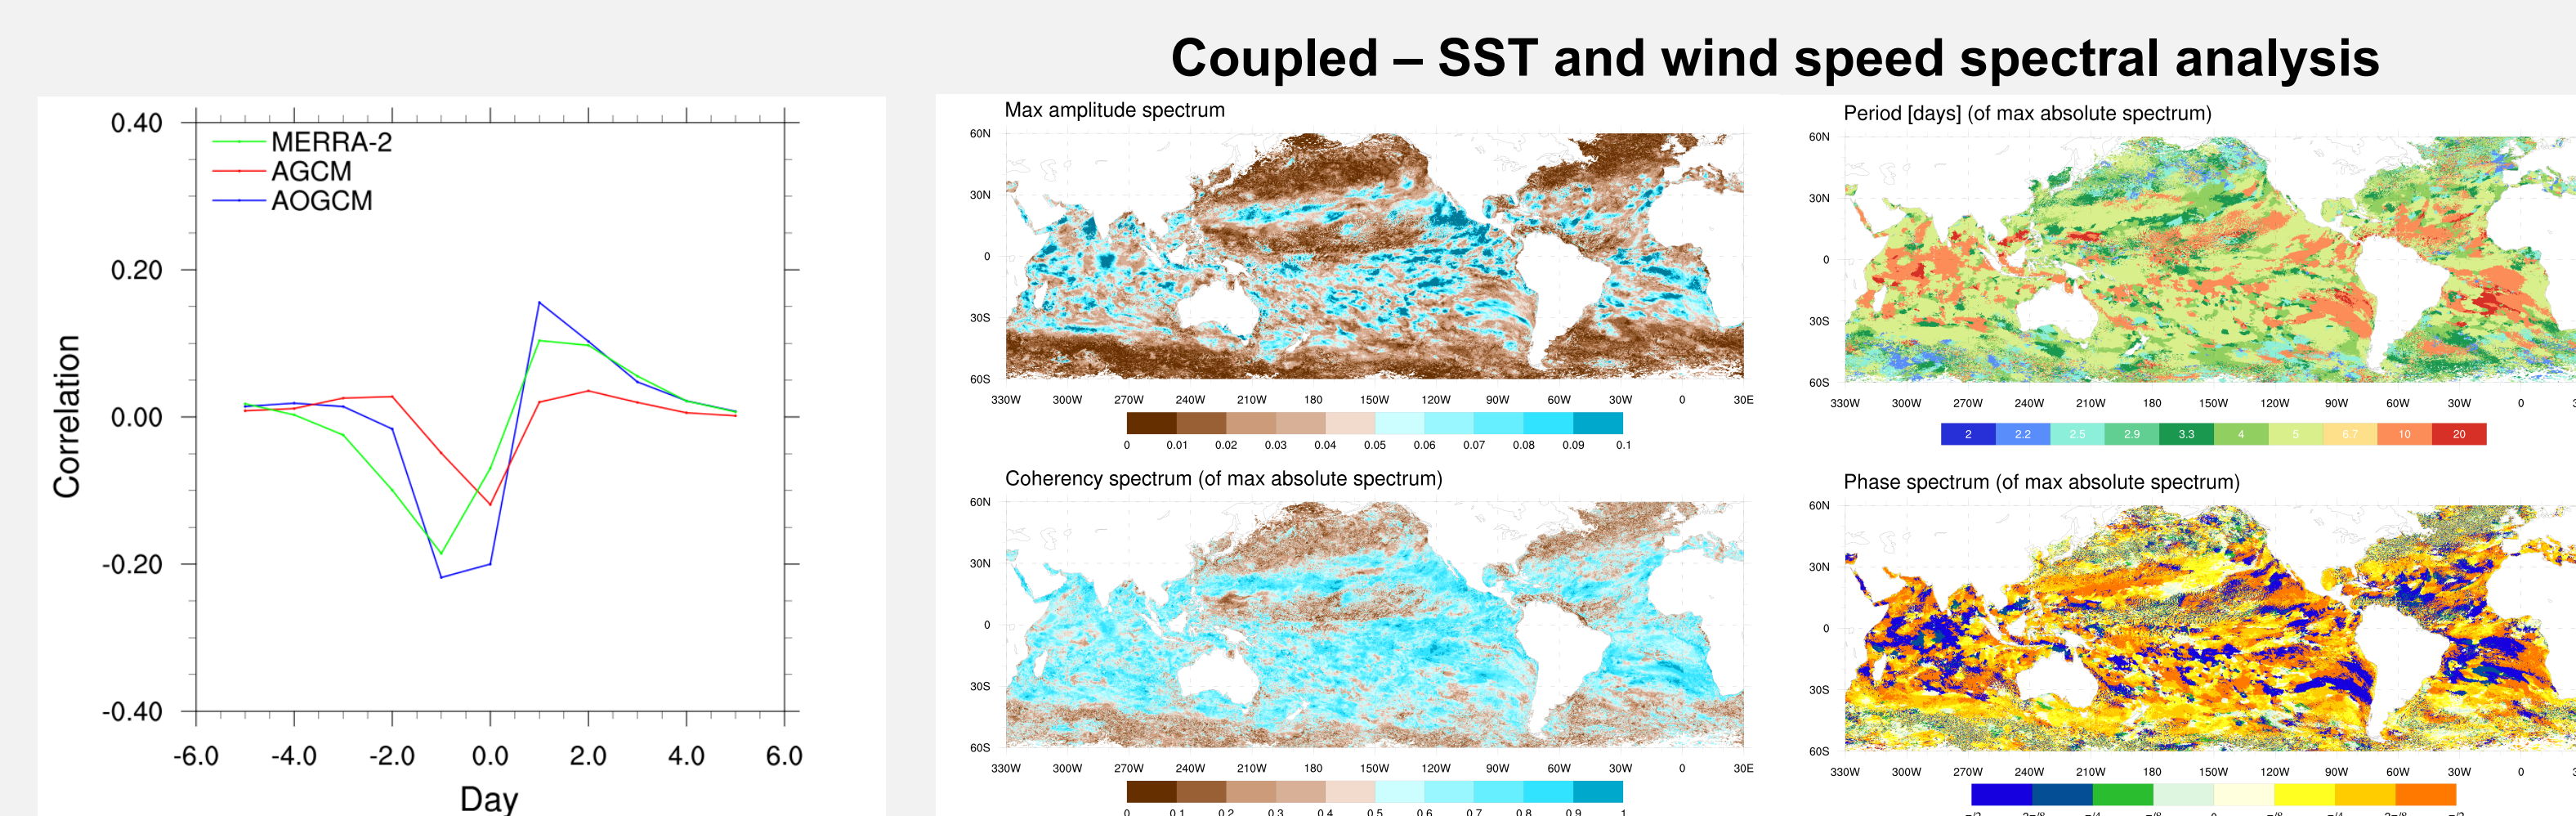 Coupled – SST and wind speed spectral analysis
0.40
0.20
0.00
-0.20
-0.40
Correlation
MERRA-2
AGCM
AOGCM
-6.0 -4.0 -2.0 0.0 2.0 4.0 6.0
Day
Max amplitude spectrum
60N
30N
0
30S
60S
330W 300W 270W 240W 210W 180 150W 120W 90W 60W 30W 0 30E
0 0.01 0.02 0.03 0.04 0.05 0.06 0.07 0.08 0.09 0.1
Period [days] (of max absolute spectrum)
60N
30N
0
30S
60S
330W 300W 270W 240W 210W 180 150W 120W 90W 60W 30W 0
2 2.2 2.5 2.9 3.3 4 5 6.7 10 20
Coherency spectrum (of max absolute spectrum)
60N
30N
0
30S
60S
330W 300W 270W 240W 210W 180 150W 120W 90W 60W 30W 0 30E
0 0.1 0.2 0.3 0.4 0.5 0.6 0.7 0.8 0.9 1
Phase spectrum (of max absolute spectrum)
60N
30N
0
30S
60S
330W 300W 270W 240W 210W 180 150W 120W 90W 60W 30W 0